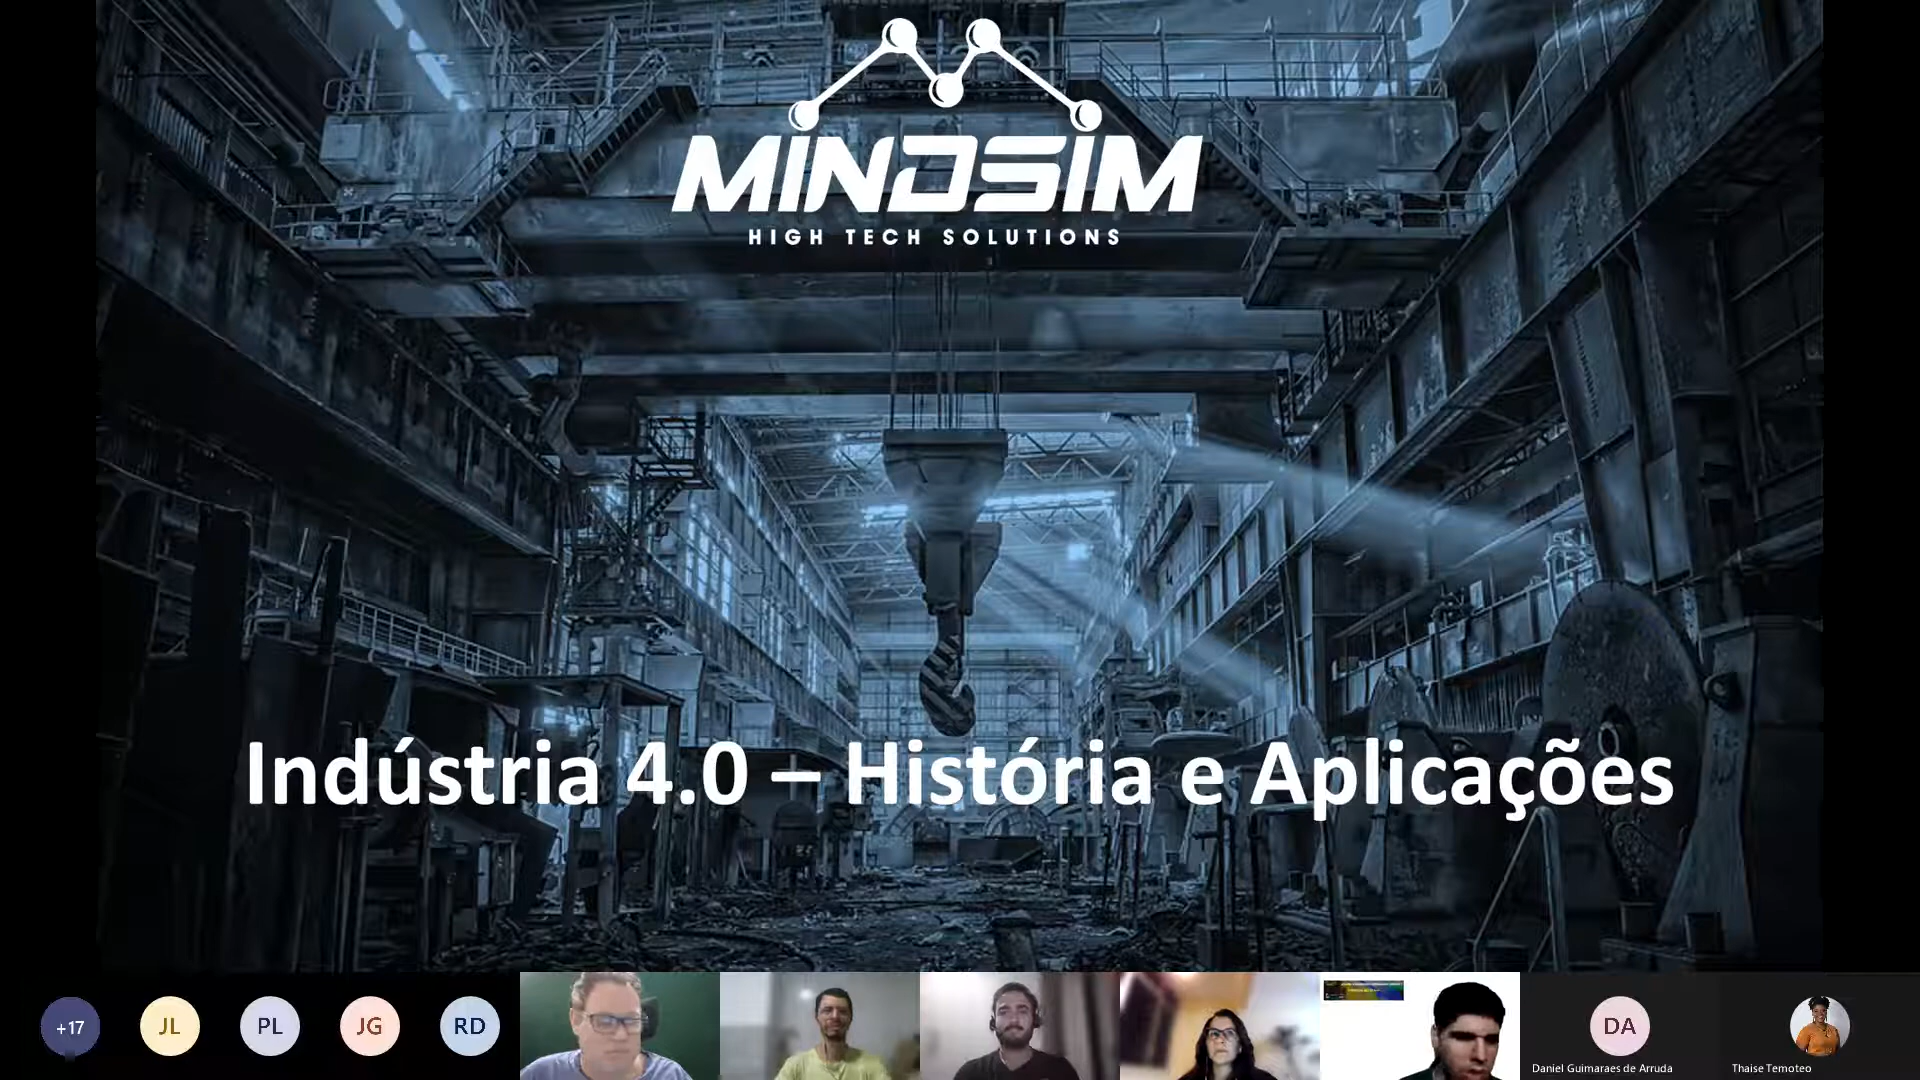 MINDSIM
HIGH TECH SOLUTIONS
Indústria 4.0 – História e Aplicações
+17
JL
PL
JG
RD
DA
Daniel Guimaraes de Arruda
Thaise Temoteo